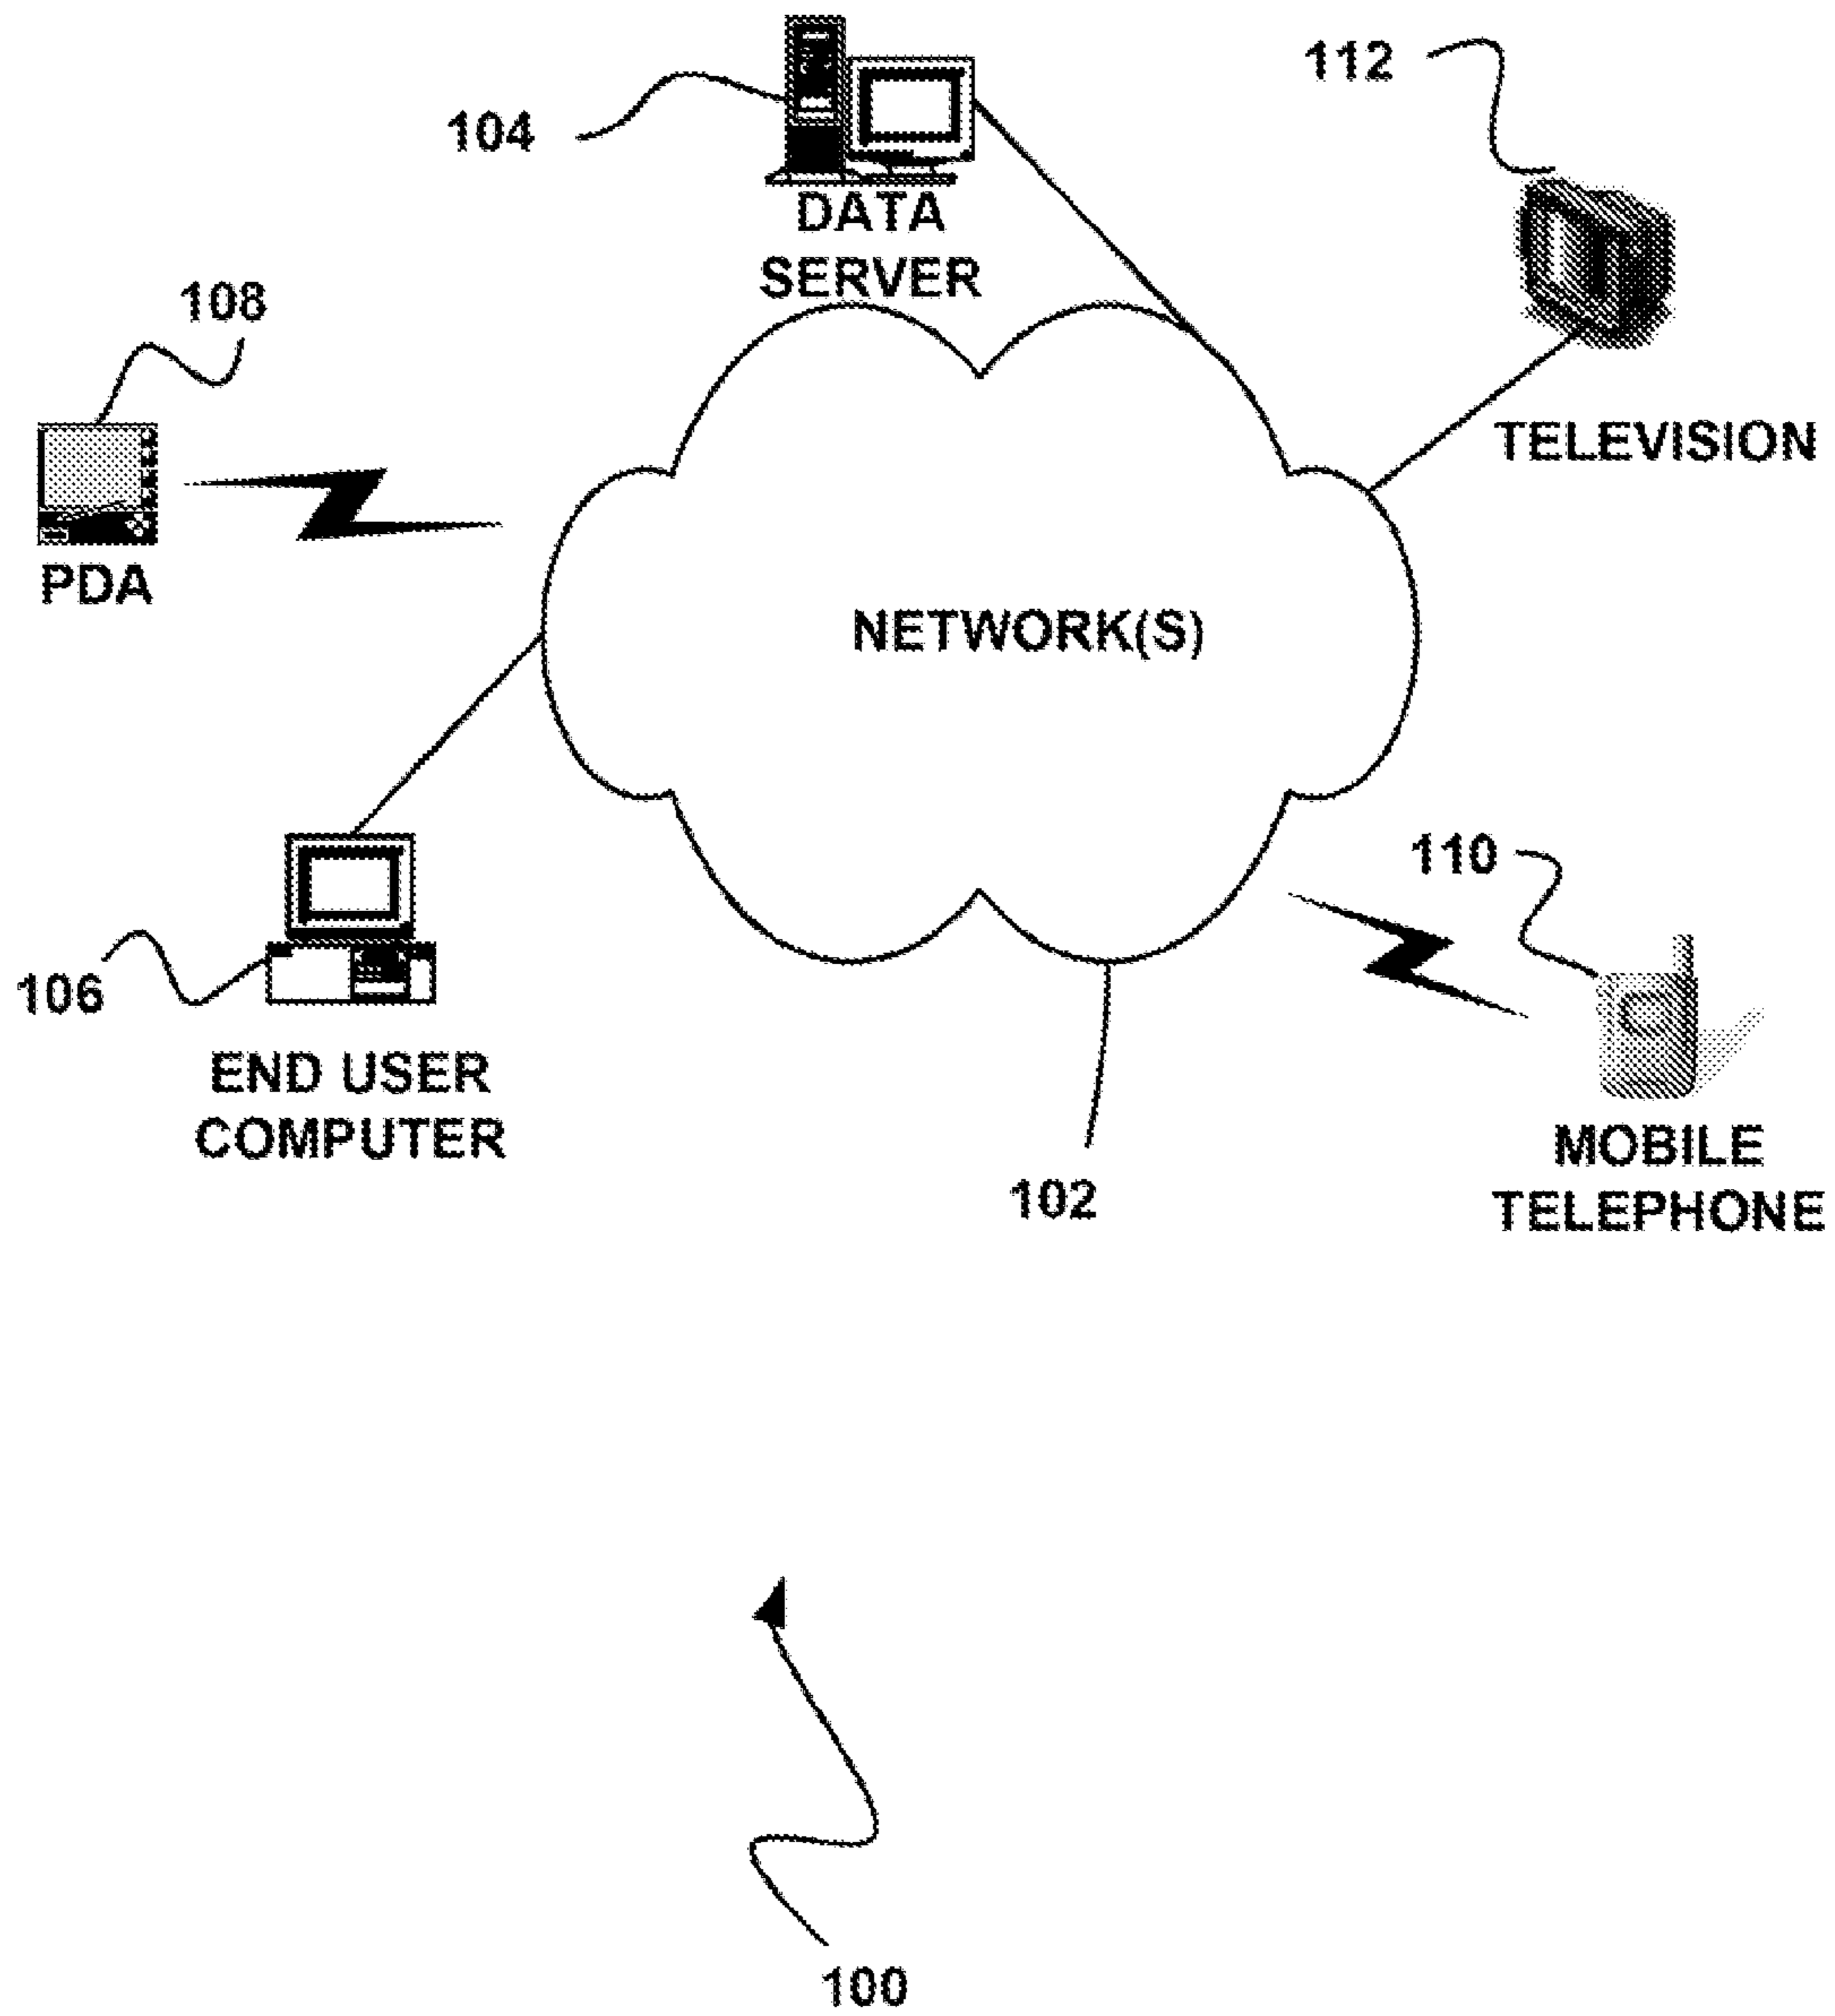 104
DATA
SERVER
112
TELEVISION
108
PDA
NETWORK(S)
106
END USER
COMPUTER
102
110
MOBILE
TELEPHONE
100